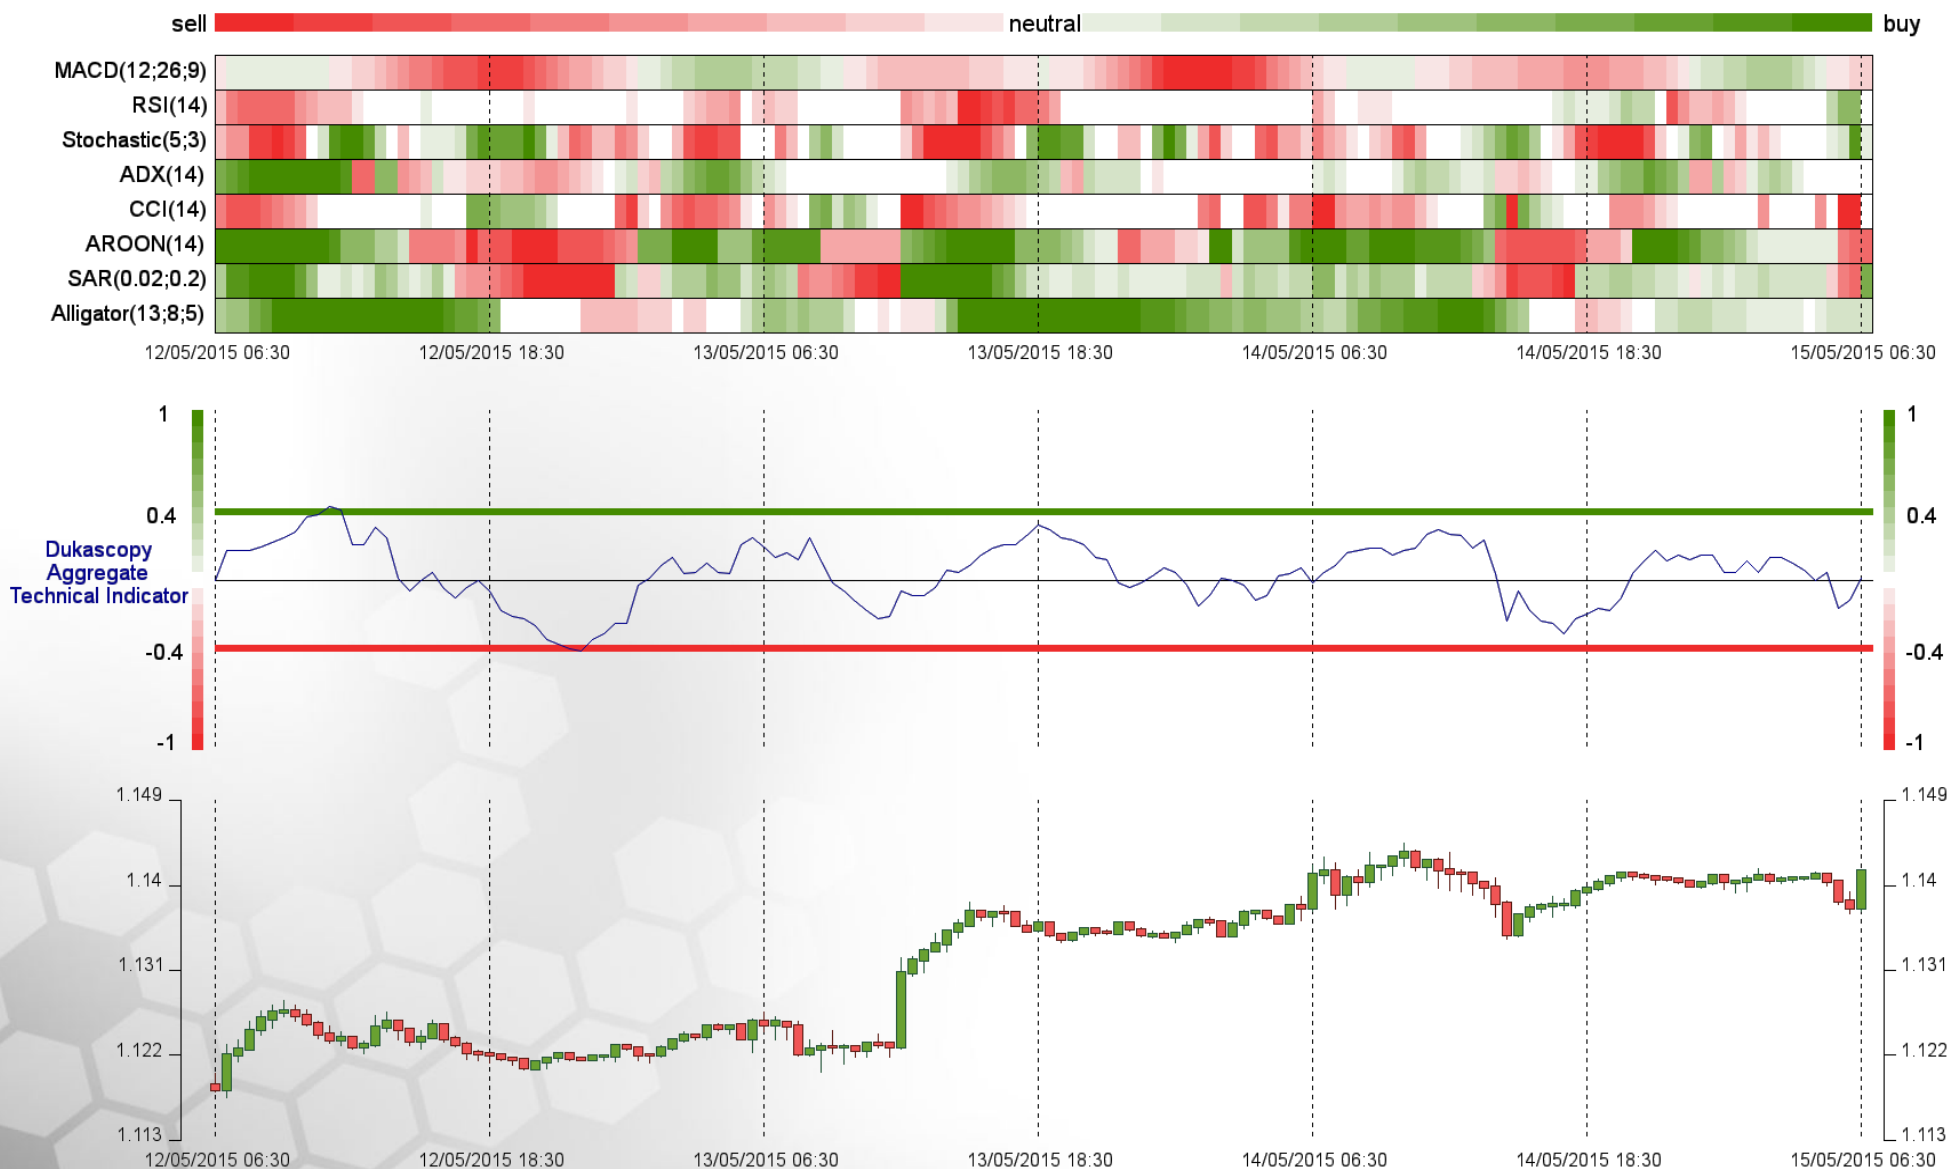 sell neutral buy
MACD(12;26;9)
RSI(14)
Stochastic(5;3)
ADX(14)
CCI(14)
AROON(14)
SAR(0.02;0.2)
Alligator(13;8;5)
12/05/2015 06:30 12/05/2015 18:30 13/05/2015 06:30 13/05/2015 18:30 14/05/2015 06:30 14/05/2015 18:30 15/05/2015 06:30
1 1
0.4 0.4
Dukascopy
Aggregate
Technical Indicator
-0.4 -0.4
-1 -1
1.149 1.149
1.14 1.14
1.131 1.131
1.122 1.122
1.113 1.113
12/05/2015 06:30 12/05/2015 18:30 13/05/2015 06:30 13/05/2015 18:30 14/05/2015 06:30 14/05/2015 18:30 15/05/2015 06:30